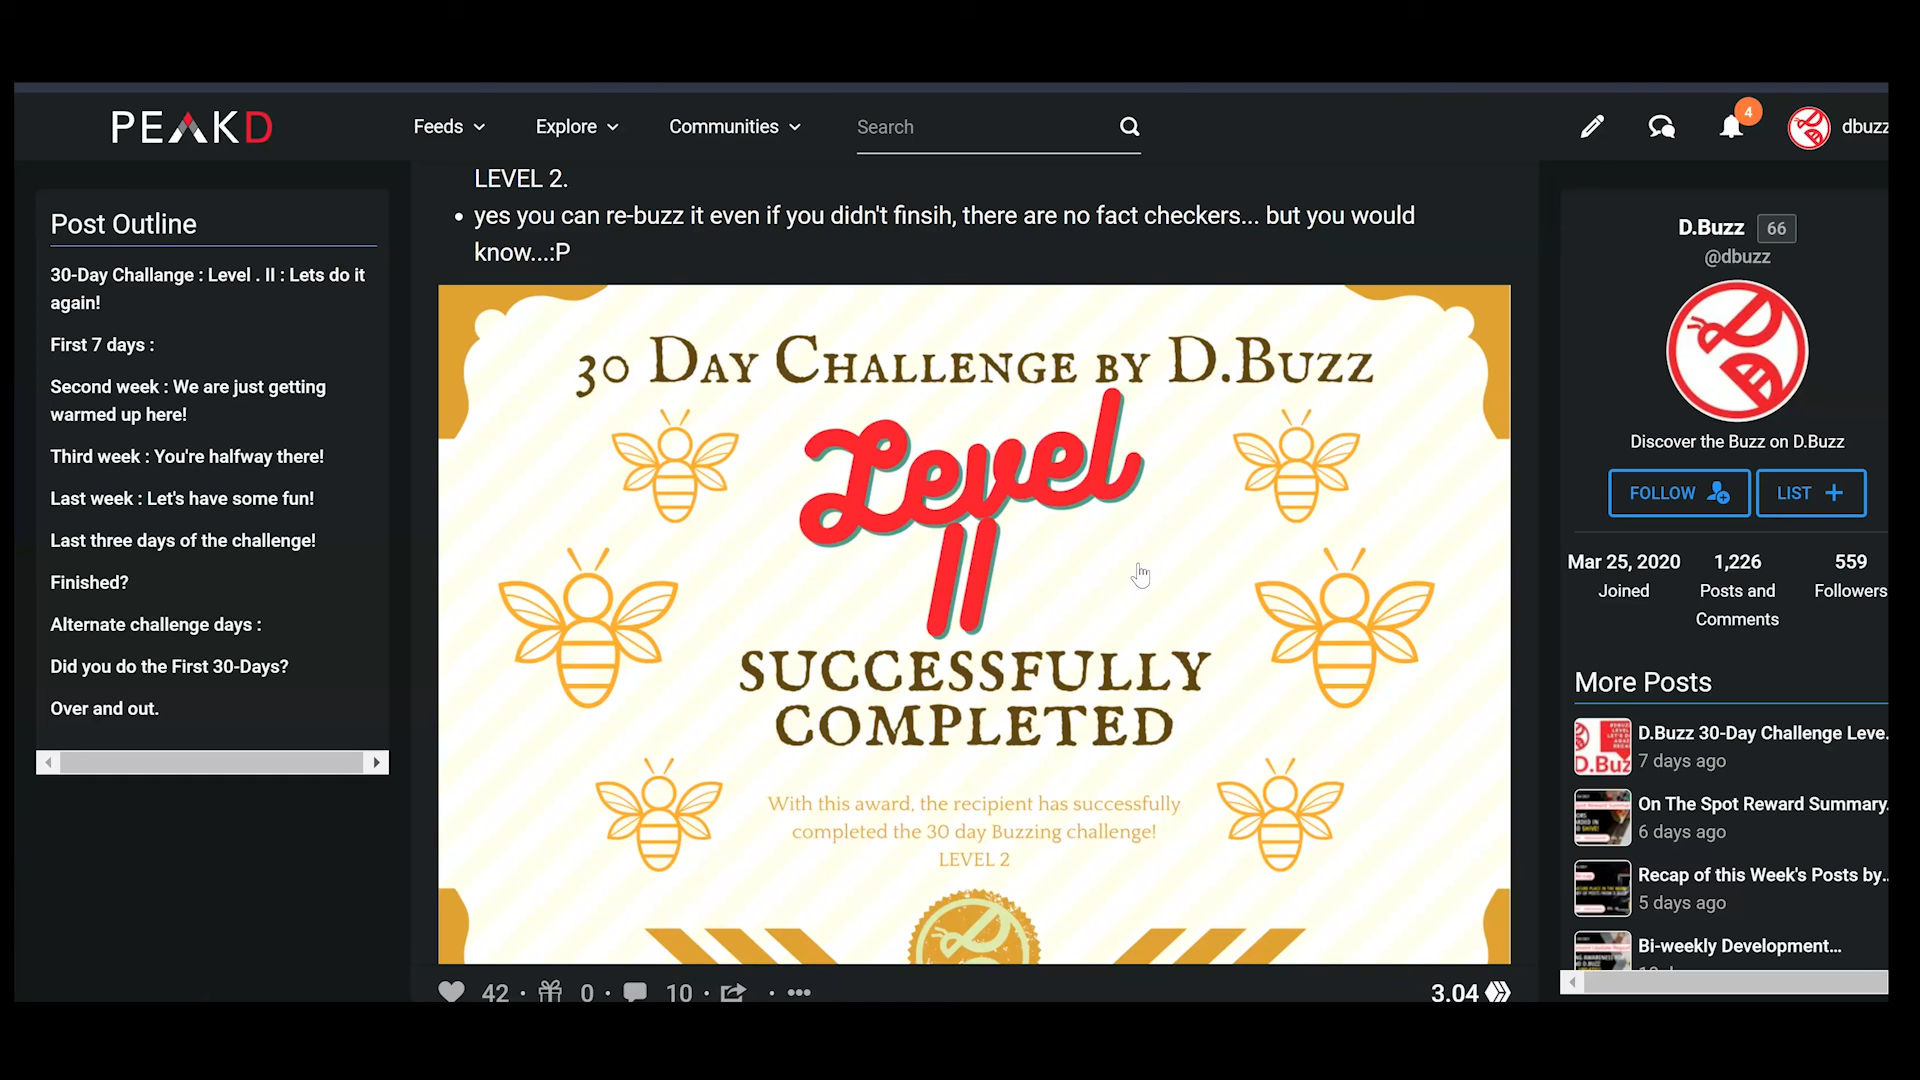 PEAKD
Feeds
Explore
Communities
Search
4
dbuzz
Post Outline
30-Day Challange : Level . II : Lets do it
again!
First 7 days :
Second week : We are just getting
warmed up here!
Third week : You're halfway there!
Last week : Let's have some fun!
Last three days of the challenge!
Finished?
Alternate challenge days :
Did you do the First 30-Days?
Over and out.
LEVEL 2.
• yes you can re-buzz it even if you didn't finsih, there are no fact checkers... but you would
know...:P
30 Day Challenge by D.Buzz
Level
II
SUCCESSFULLY
COMPLETED
With this award, the recipient has successfully
completed the 30 day Buzzing challenge!
LEVEL 2
42 · 0 · 10 · · •••
3.04
D.Buzz 66
@dbuzz
Discover the Buzz on D.Buzz
FOLLOW
LIST
Mar 25, 2020 1,226 559
Joined Posts and Followers
Comments
More Posts
D.Buzz 30-Day Challenge Leve...
7 days ago
On The Spot Reward Summary...
6 days ago
Recap of this Week's Posts by...
5 days ago
Bi-weekly Development...